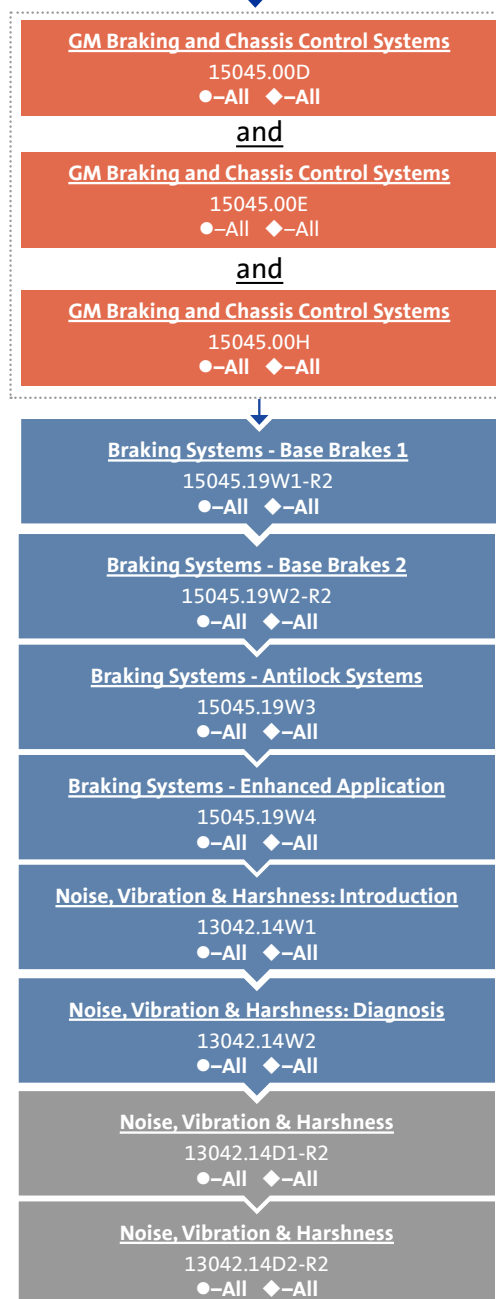 GM Braking and Chassis Control Systems
15045.00D
●–All ◆–All
and
GM Braking and Chassis Control Systems
15045.00E
●–All ◆–All
and
GM Braking and Chassis Control Systems
15045.00H
●–All ◆–All
Braking Systems - Base Brakes 1
15045.19W1-R2
●–All ◆–All
Braking Systems - Base Brakes 2
15045.19W2-R2
●–All ◆–All
Braking Systems - Antilock Systems
15045.19W3
●–All ◆–All
Braking Systems - Enhanced Application
15045.19W4
●–All ◆–All
Noise, Vibration & Harshness: Introduction
13042.14W1
●–All ◆–All
Noise, Vibration & Harshness: Diagnosis
13042.14W2
●–All ◆–All
Noise, Vibration & Harshness
13042.14D1-R2
●–All ◆–All
Noise, Vibration & Harshness
13042.14D2-R2
●–All ◆–All